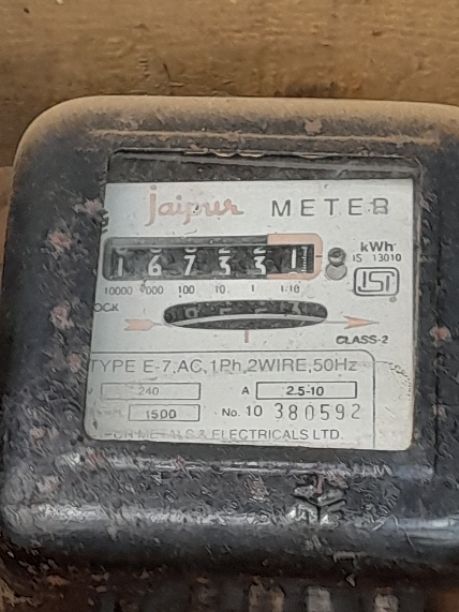 Jaipur METER
kWh
1 6 7 3 3 1
IS 13010
10000 1000 100 10 1 1/10
ISI
CLASS-2
TYPE E-7,AC,1Ph,2WIRE,50Hz
240 A 2.5-10
1500 No. 10 380592
METALS & ELECTRICALS LTD.